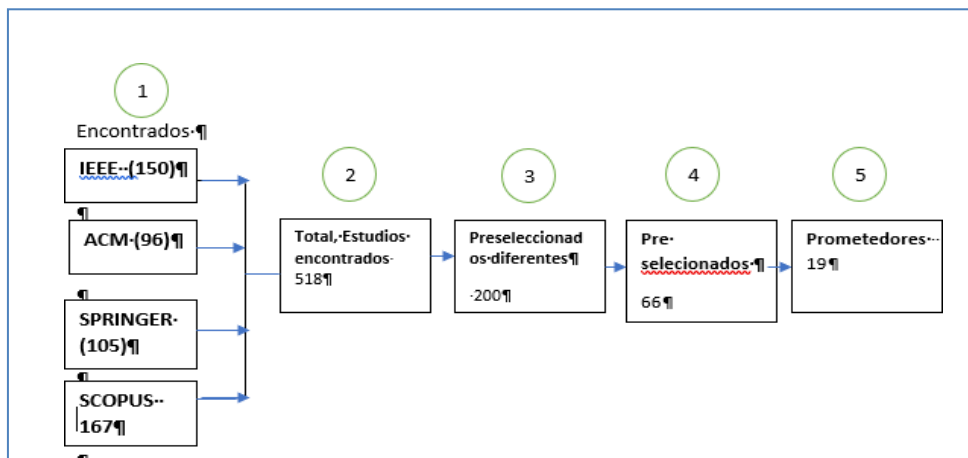 1
Encontrados·¶
IEEE··(150)¶
¶
ACM·(96)¶
¶
SPRINGER·
(105)¶
¶
SCOPUS··
167¶
¶
2
Total,·Estudios·
encontrados·
518¶
3
Preseleccionad
os·diferentes¶
·200¶
4
Pre·
selecionados·¶
66¶
5
Prometedores··
19¶